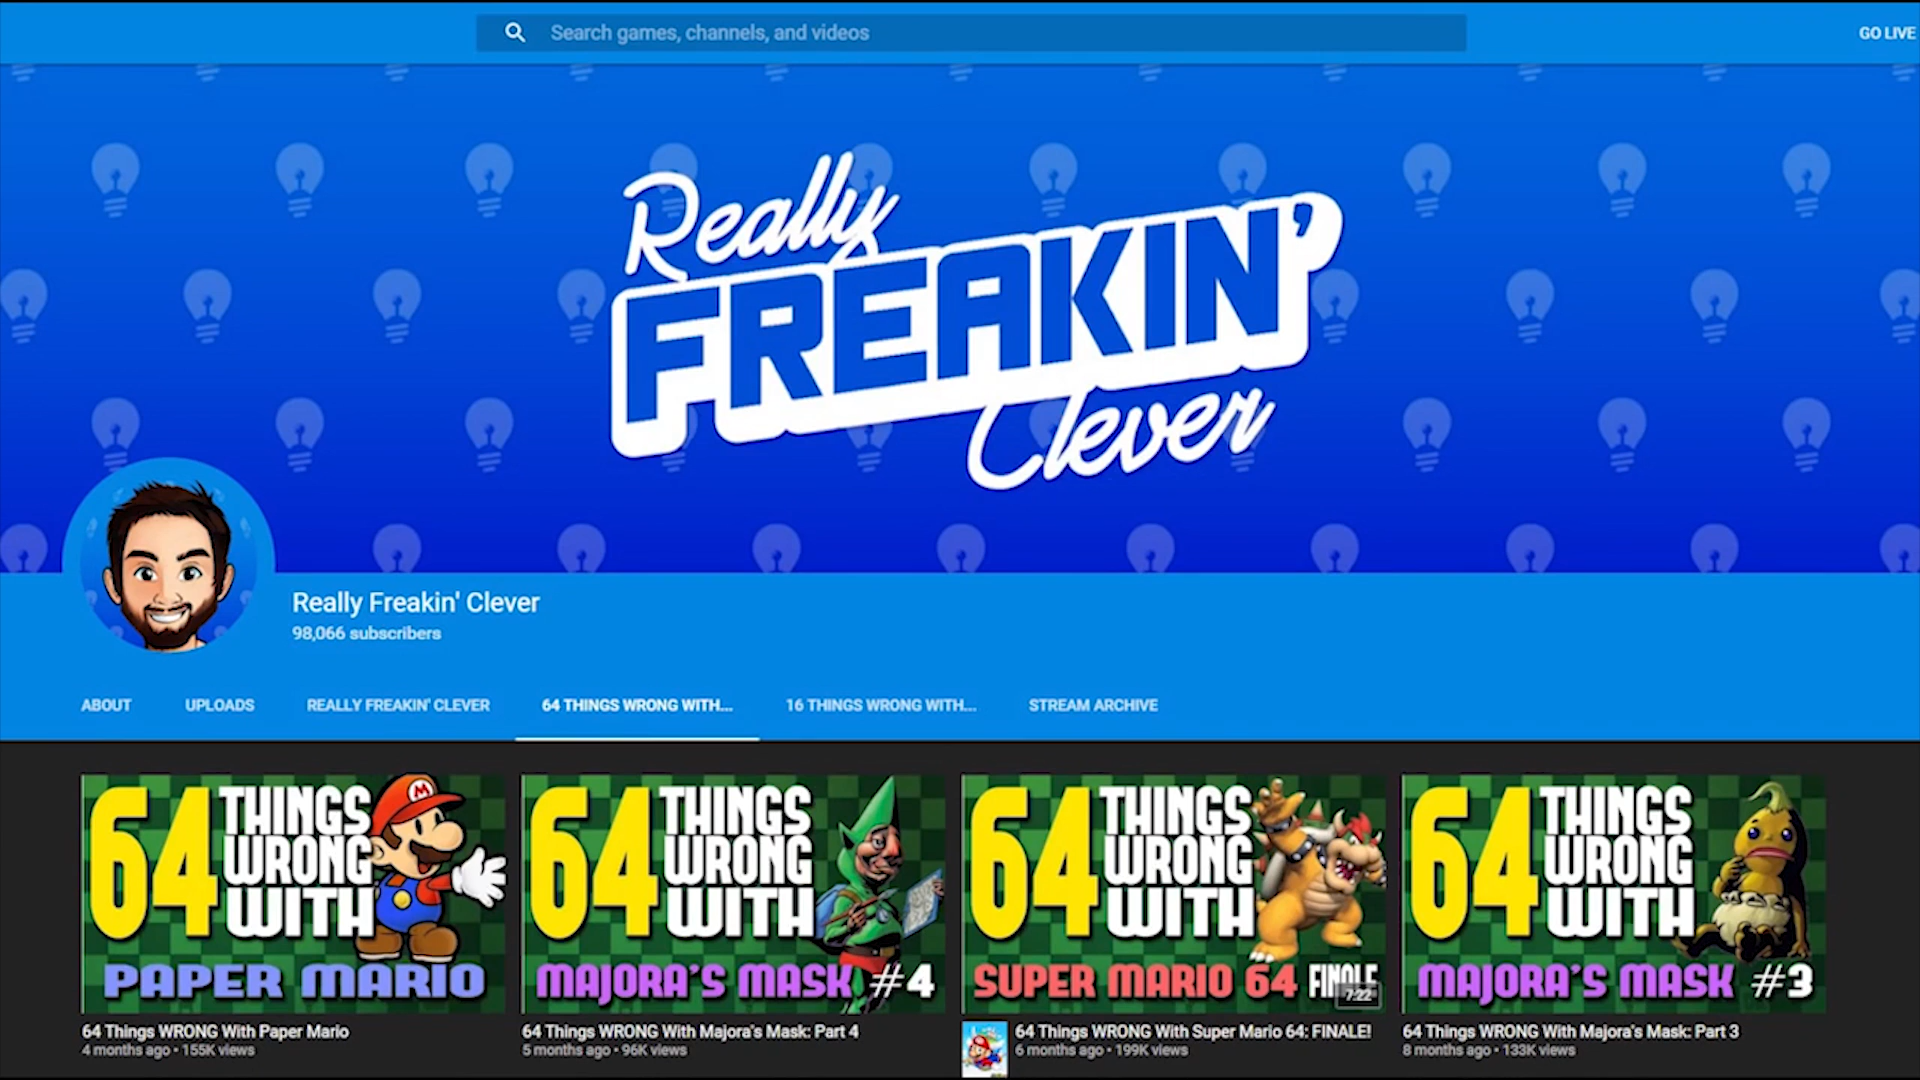 Search games, channels, and videos
GO LIVE
Really
FREAKIN'
Clever
Really Freakin' Clever
98,066 subscribers
ABOUT
UPLOADS
REALLY FREAKIN' CLEVER
64 THINGS WRONG WITH...
16 THINGS WRONG WITH...
STREAM ARCHIVE
64 THINGS
WRONG
WITH
PAPER MARIO
64 THINGS
WRONG
WITH
MAJORA'S MASK #4
64 THINGS
WRONG
WITH
SUPER MARIO 64 FINALE
7:22
64 THINGS
WRONG
WITH
MAJORA'S MASK #3
64 Things WRONG With Paper Mario
4 months ago • 155K views
64 Things WRONG With Majora's Mask: Part 4
5 months ago • 96K views
64 Things WRONG With Super Mario 64: FINALE!
6 months ago • 199K views
64 Things WRONG With Majora's Mask: Part 3
8 months ago • 133K views